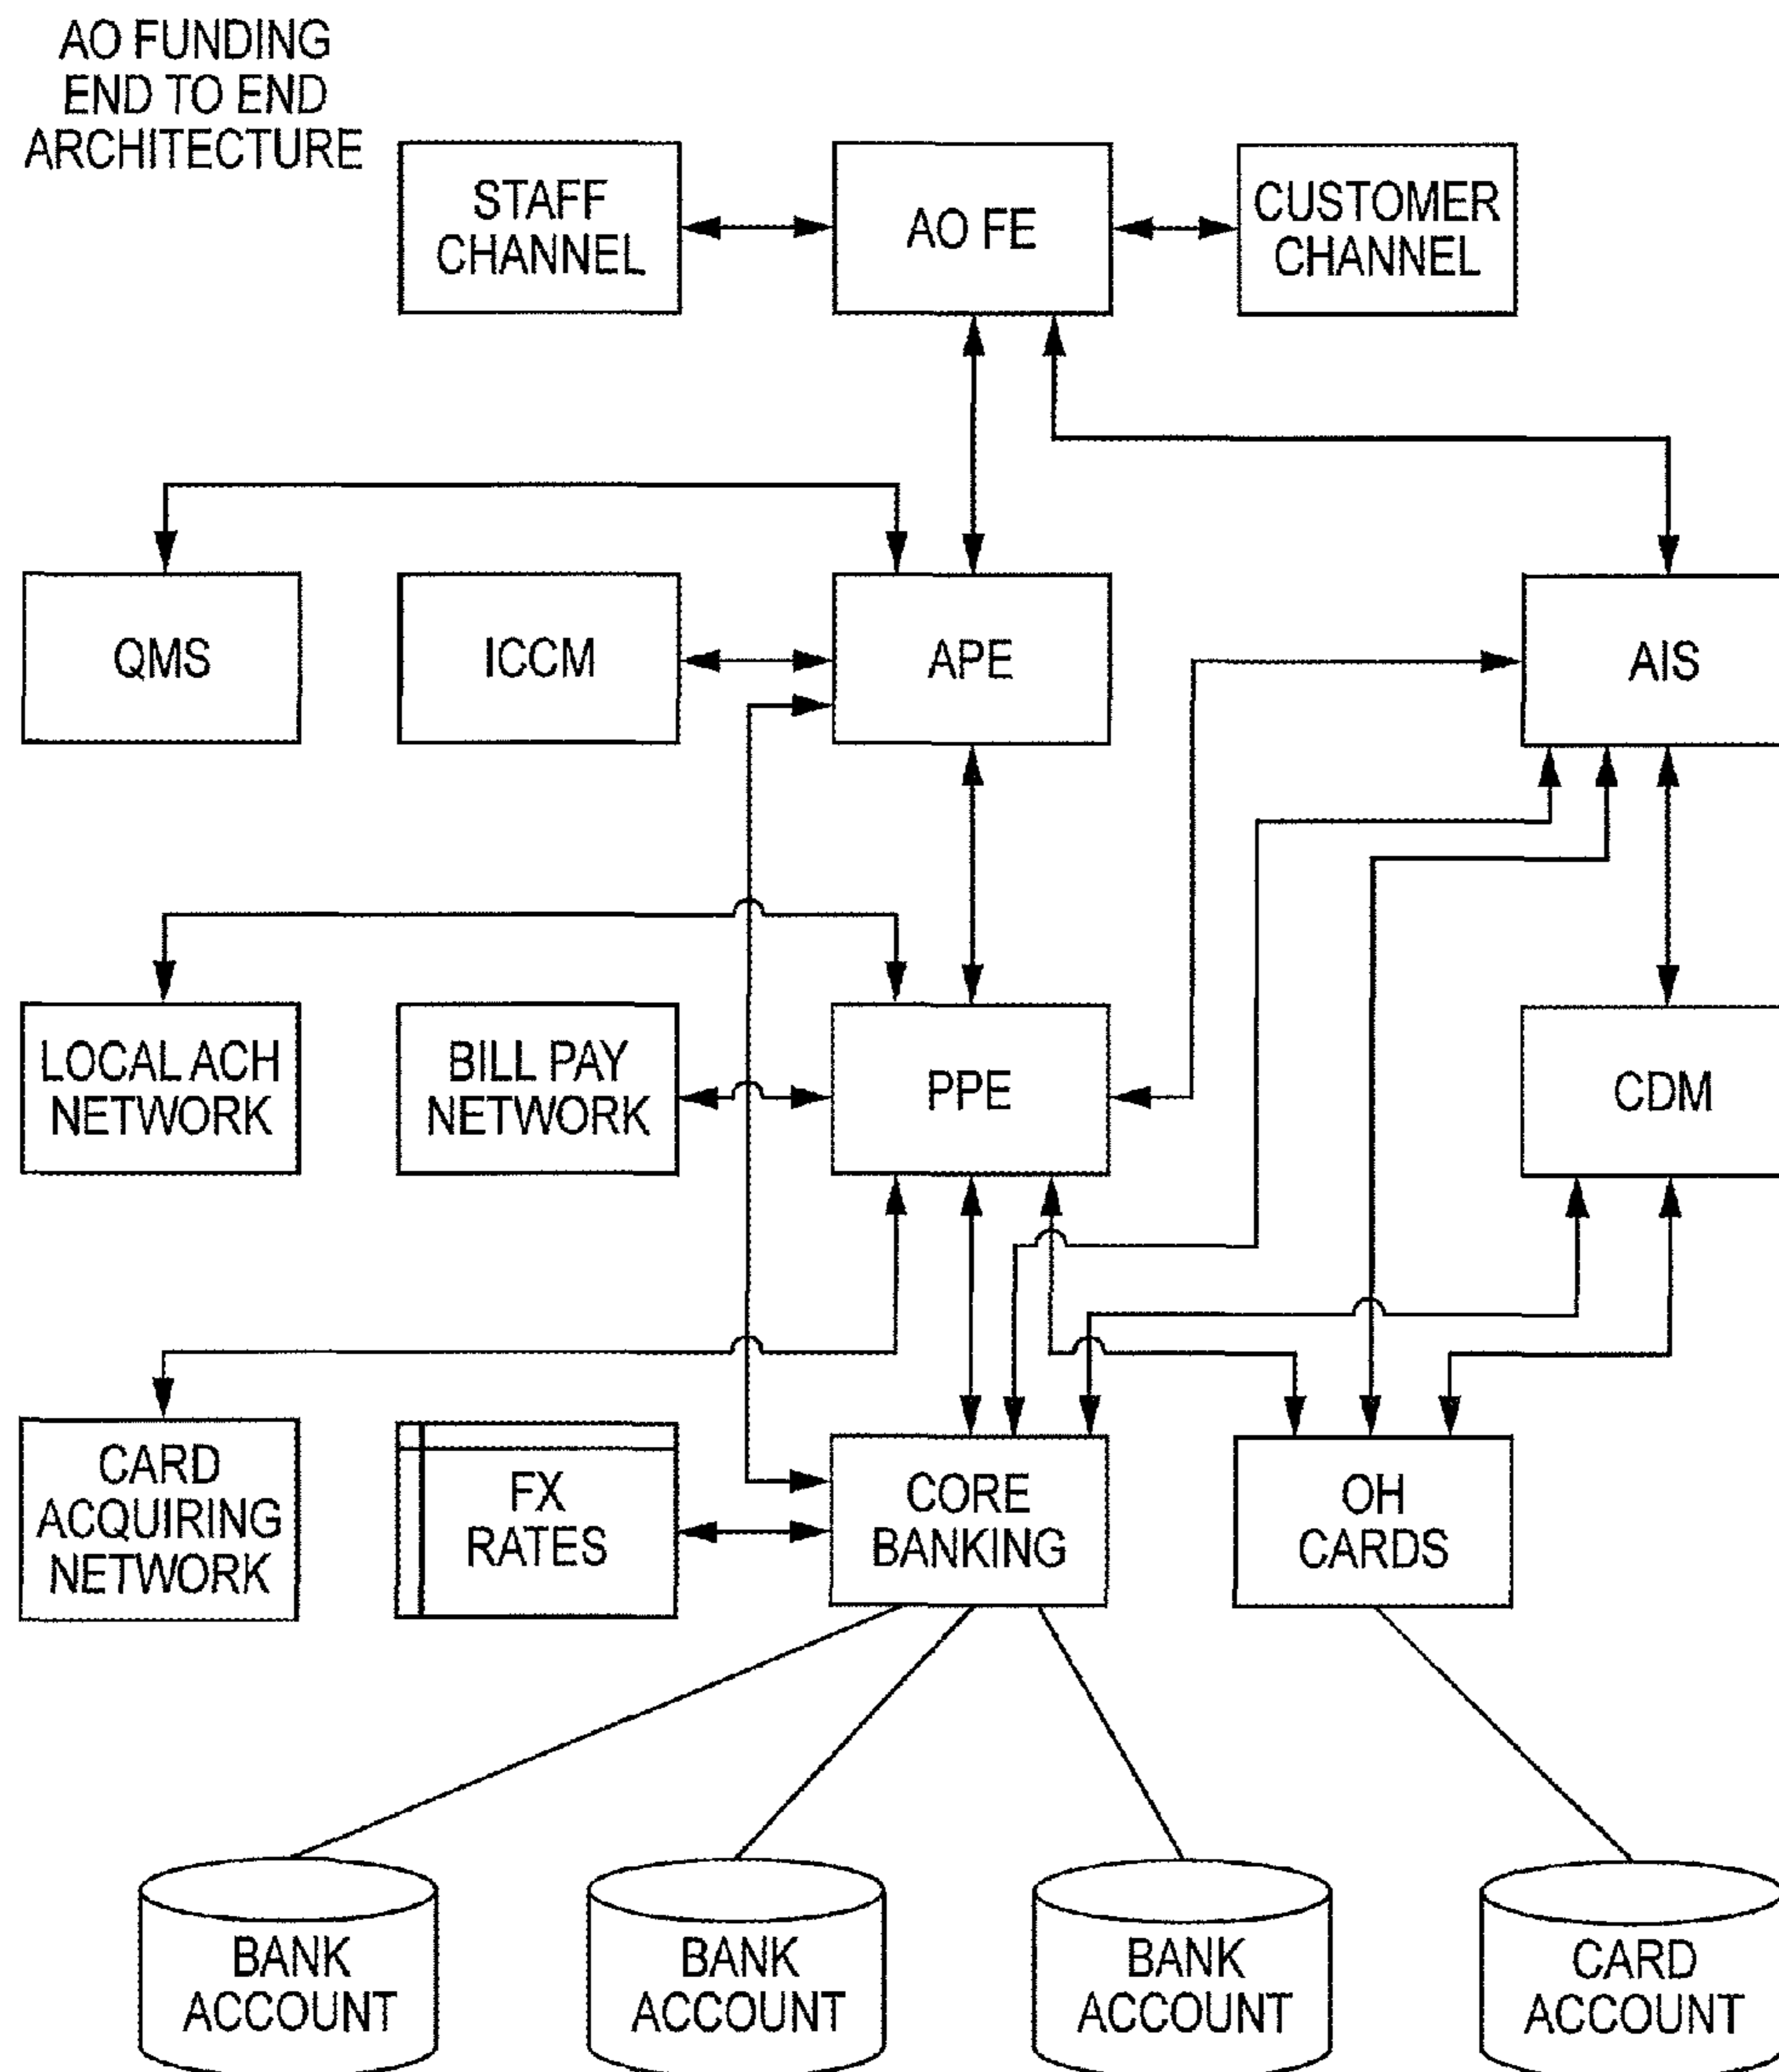 AO FUNDING
END TO END
ARCHITECTURE
STAFF
CHANNEL
AO FE
CUSTOMER
CHANNEL
QMS
ICCM
APE
AIS
LOCAL ACH
NETWORK
BILL PAY
NETWORK
PPE
CDM
CARD
ACQUIRING
NETWORK
FX
RATES
CORE
BANKING
OH
CARDS
BANK
ACCOUNT
BANK
ACCOUNT
BANK
ACCOUNT
CARD
ACCOUNT